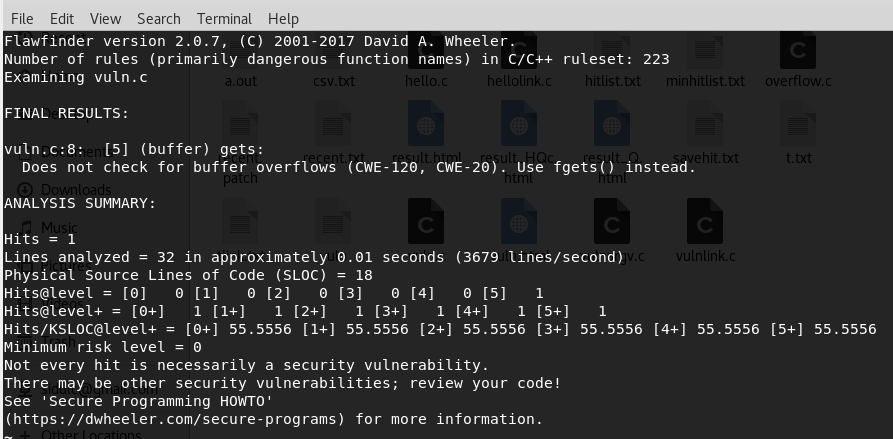 File Edit View Search Terminal Help
Flawfinder version 2.0.7, (C) 2001-2017 David A. Wheeler.
Number of rules (primarily dangerous function names) in C/C++ ruleset: 223
Examining vuln.c
FINAL RESULTS:
vuln.c:8:  [5] (buffer) gets:
  Does not check for buffer overflows (CWE-120, CWE-20). Use fgets() instead.
ANALYSIS SUMMARY:
Hits = 1
Lines analyzed = 32 in approximately 0.01 seconds (3679 lines/second)
Physical Source Lines of Code (SLOC) = 18
Hits@level = [0]   0 [1]   0 [2]   0 [3]   0 [4]   0 [5]   1
Hits@level+ = [0+]   1 [1+]   1 [2+]   1 [3+]   1 [4+]   1 [5+]   1
Hits/KSLOC@level+ = [0+] 55.5556 [1+] 55.5556 [2+] 55.5556 [3+] 55.5556 [4+] 55.5556 [5+] 55.5556
Minimum risk level = 0
Not every hit is necessarily a security vulnerability.
There may be other security vulnerabilities; review your code!
See 'Secure Programming HOWTO'
(https://dwheeler.com/secure-programs) for more information.
~
a.out csv.txt hello.c hellolink.c hitlist.txt minhitlist.txt overflow.c
patch recent.txt result.html result_HQc html result_Q. html savehit.txt t.txt
vulnlink.c
Downloads
Music
Pictures
Trash
Other Locations